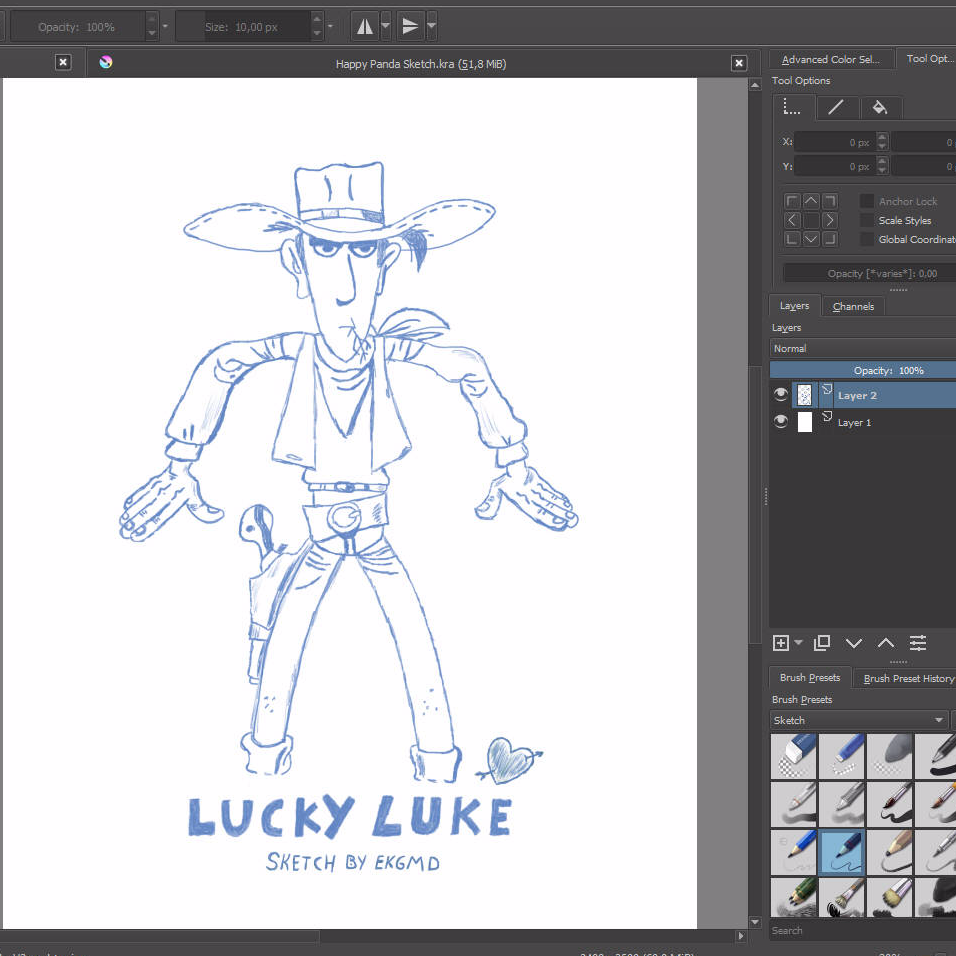 Opacity: 100%
Size: 10,00 px
Happy Panda Sketch.kra (51,8 MiB)
Advanced Color Sel...
Tool Opt...
Tool Options
X:
0 px
0
Y:
0 px
0
Anchor Lock
Scale Styles
Global Coordinat
Opacity [*varies*]: 0,00
Layers
Channels
Layers
Normal
Opacity: 100%
Layer 2
Layer 1
Brush Presets
Brush Preset History
Brush Presets
Sketch
Search
LUCKY LUKE
SKETCH BY EKGMD